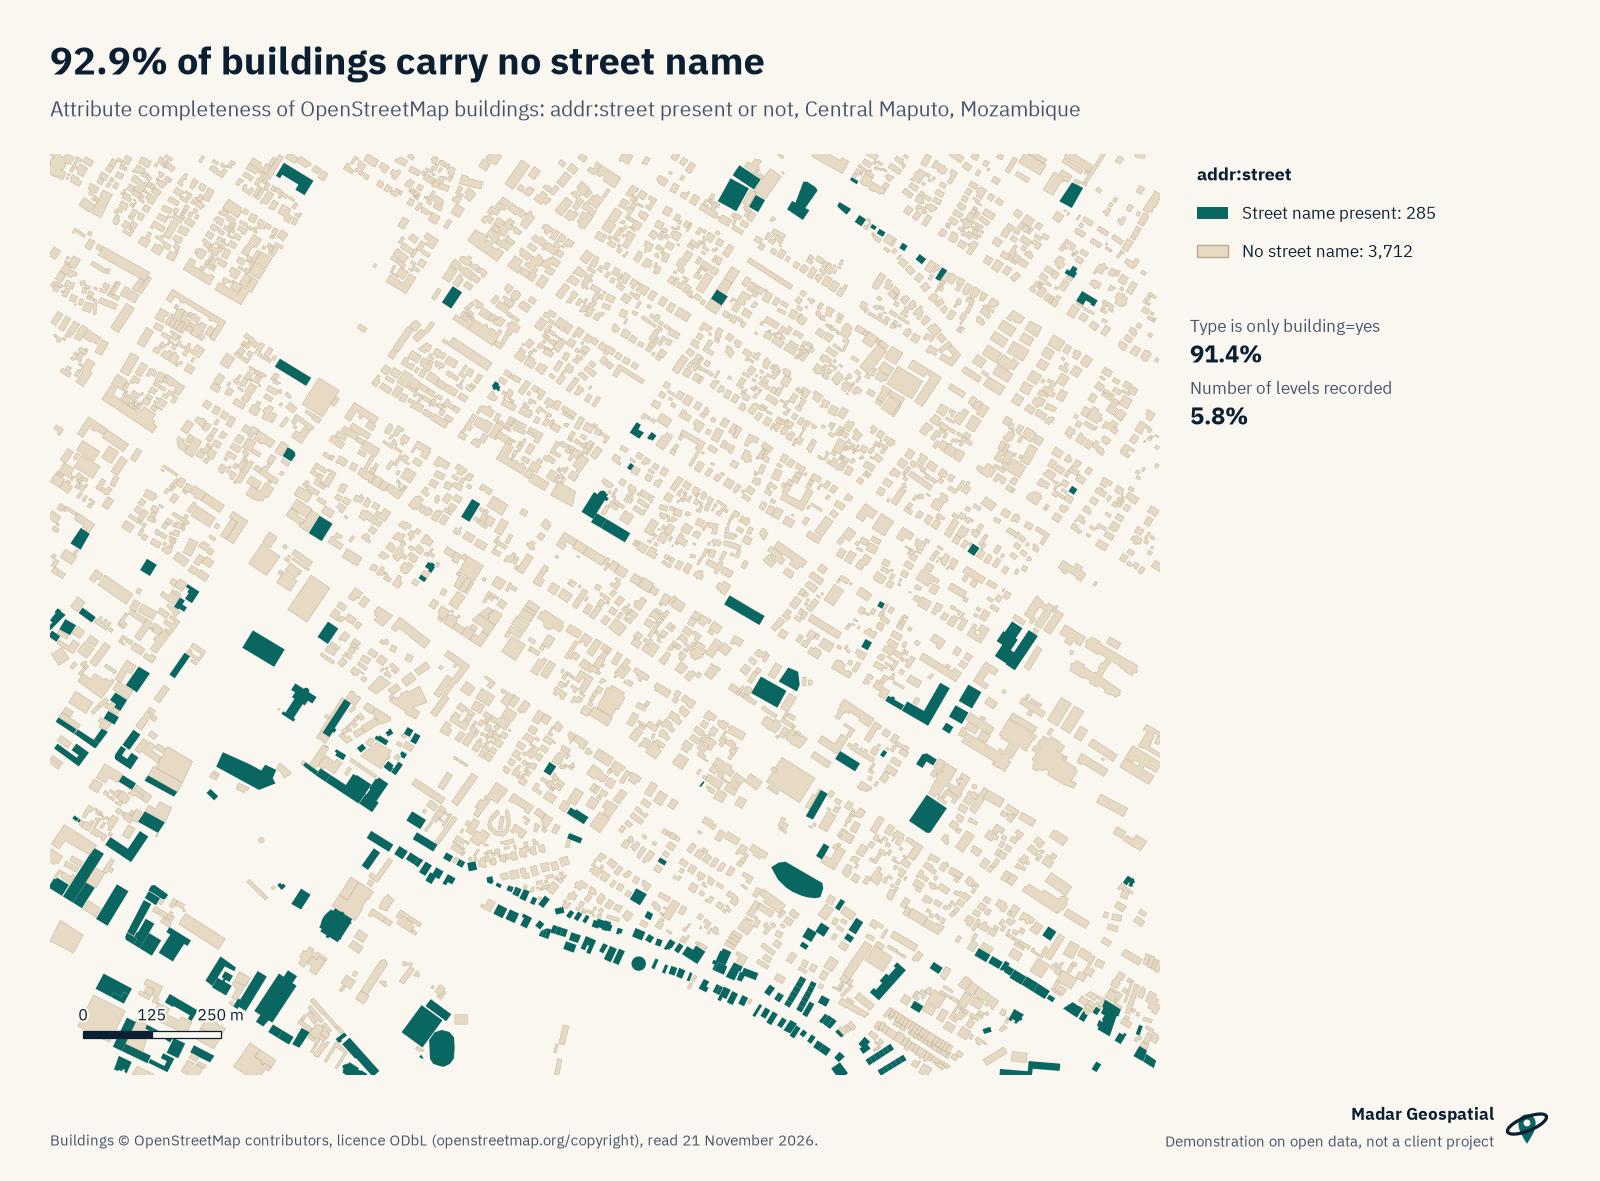 92.9% of buildings carry no street name
Attribute completeness of OpenStreetMap buildings: addr:street present or not, Central Maputo, Mozambique
addr:street
Street name present: 285
No street name: 3,712
Type is only building=yes
91.4%
Number of levels recorded
5.8%
0 125 250 m
Madar Geospatial
Buildings © OpenStreetMap contributors, licence ODbL (openstreetmap.org/copyright), read 21 November 2026.
Demonstration on open data, not a client project